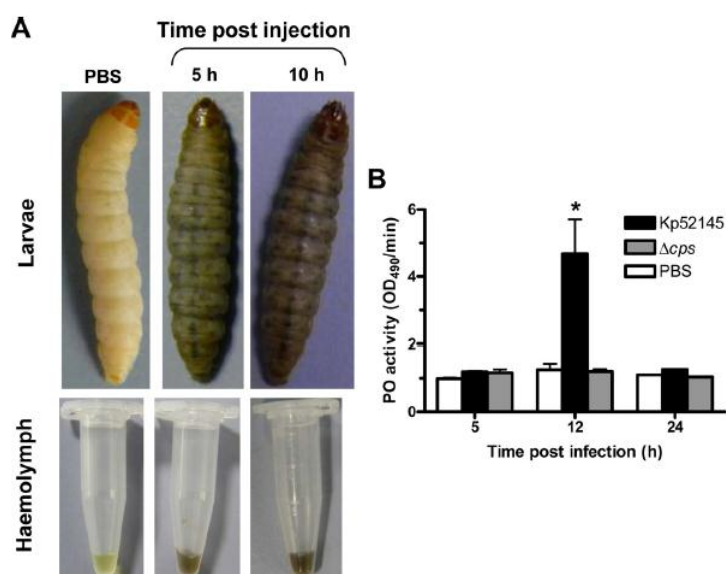 A
Time post injection
PBS
5 h
10 h
Larvae
Haemolymph
B
PO activity (OD490/min)
6
4
2
0
*
Kp52145
Δcps
PBS
5
12
24
Time post infection (h)